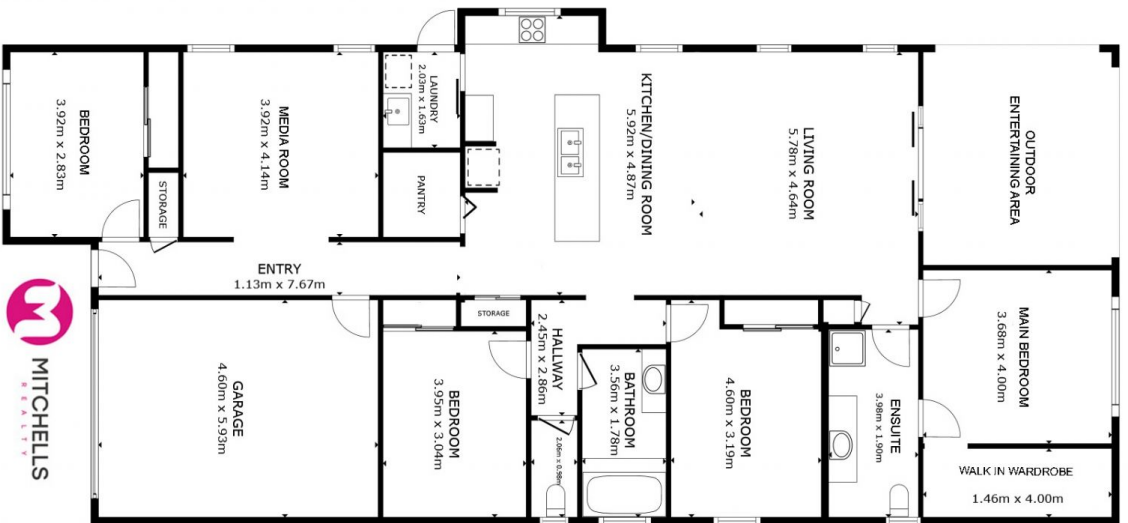 BEDROOM
3.92m x 2.83m
STORAGE
MEDIA ROOM
3.92m x 4.14m
LAUNDRY
2.03m x 1.63m
PANTRY
KITCHEN/DINING ROOM
5.92m x 4.87m
LIVING ROOM
5.78m x 4.64m
OUTDOOR
ENTERTAINING AREA
ENTRY
1.13m x 7.67m
STORAGE
HALLWAY
2.45m x 2.86m
GARAGE
4.60m x 5.93m
BEDROOM
3.95m x 3.04m
2.06m x 0.98m
BATHROOM
3.56m x 1.78m
BEDROOM
4.60m x 3.19m
ENSUITE
3.98m x 1.90m
MAIN BEDROOM
3.68m x 4.00m
WALK IN WARDROBE
1.46m x 4.00m
MITCHELLS
REALTY